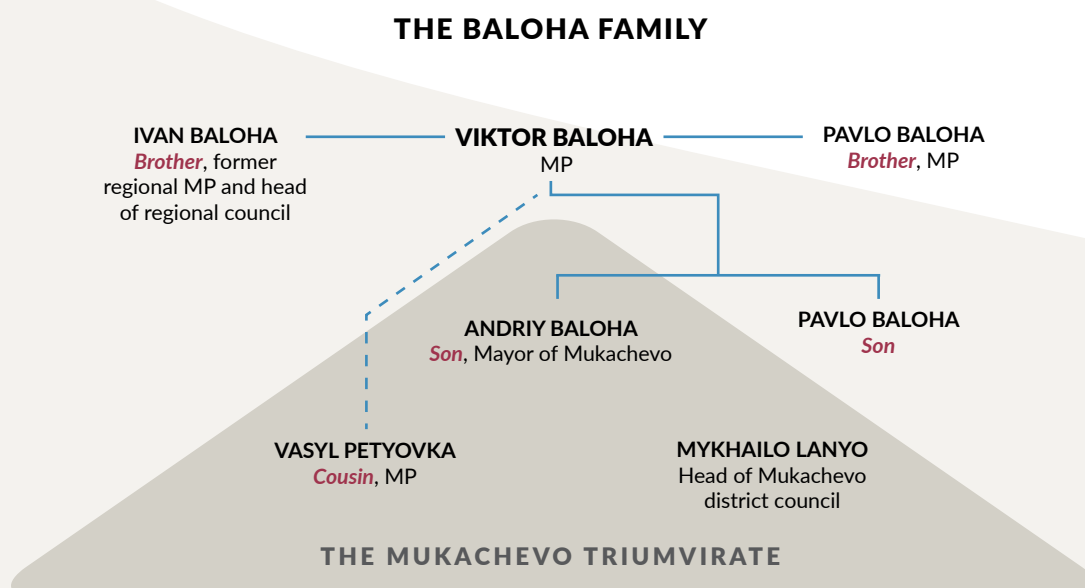 THE BALOHA FAMILY
IVAN BALOHA
Brother, former
regional MP and head
of regional council
VIKTOR BALOHA
MP
PAVLO BALOHA
Brother, MP
ANDRIY BALOHA
Son, Mayor of Mukachevo
PAVLO BALOHA
Son
VASYL PETYOVKA
Cousin, MP
MYKHAILO LANYO
Head of Mukachevo
district council
THE MUKACHEVO TRIUMVIRATE